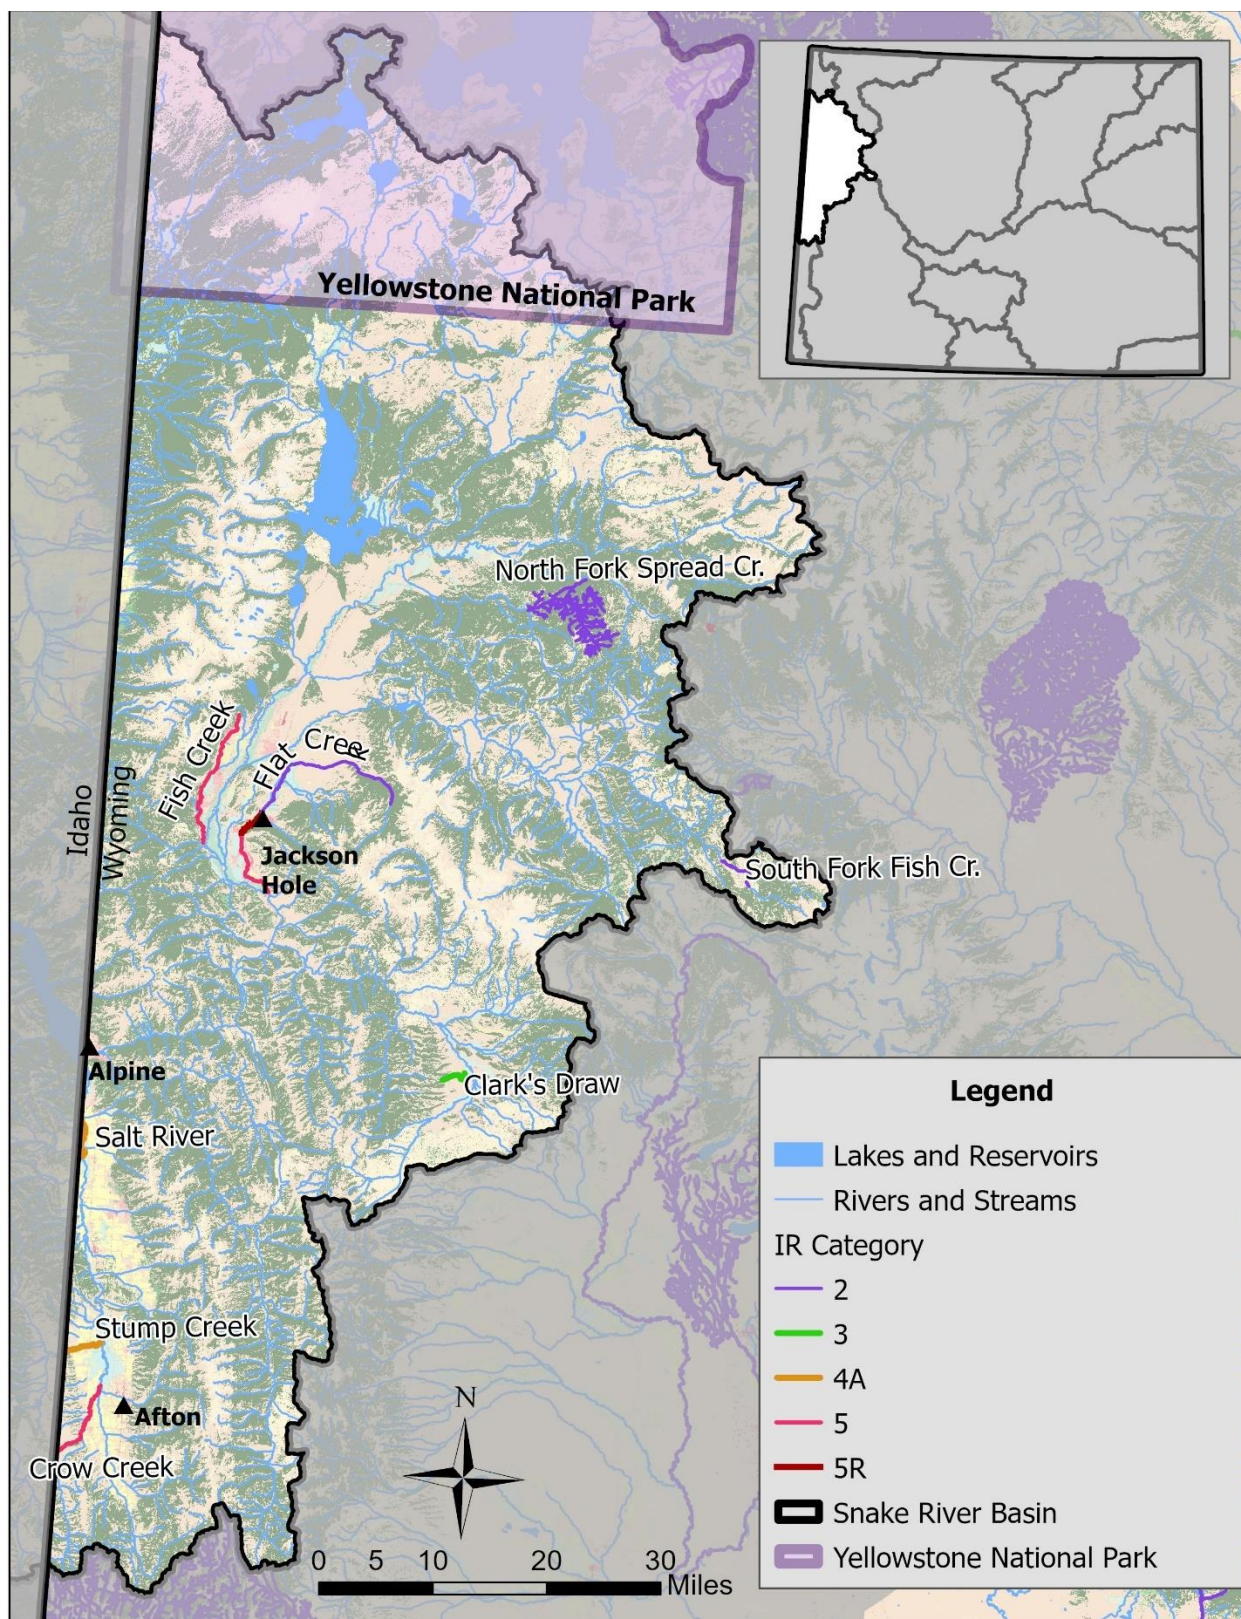 Yellowstone National Park
North Fork Spread Cr.
Fish Creek
Flat Creek
Idaho
Wyoming
Jackson
Hole
South Fork Fish Cr.
Alpine
Clark's Draw
Salt River
Stump Creek
Afton
Crow Creek
N
0 5 10 20 30
Miles
Legend
Lakes and Reservoirs
Rivers and Streams
IR Category
2
3
4A
5
5R
Snake River Basin
Yellowstone National Park